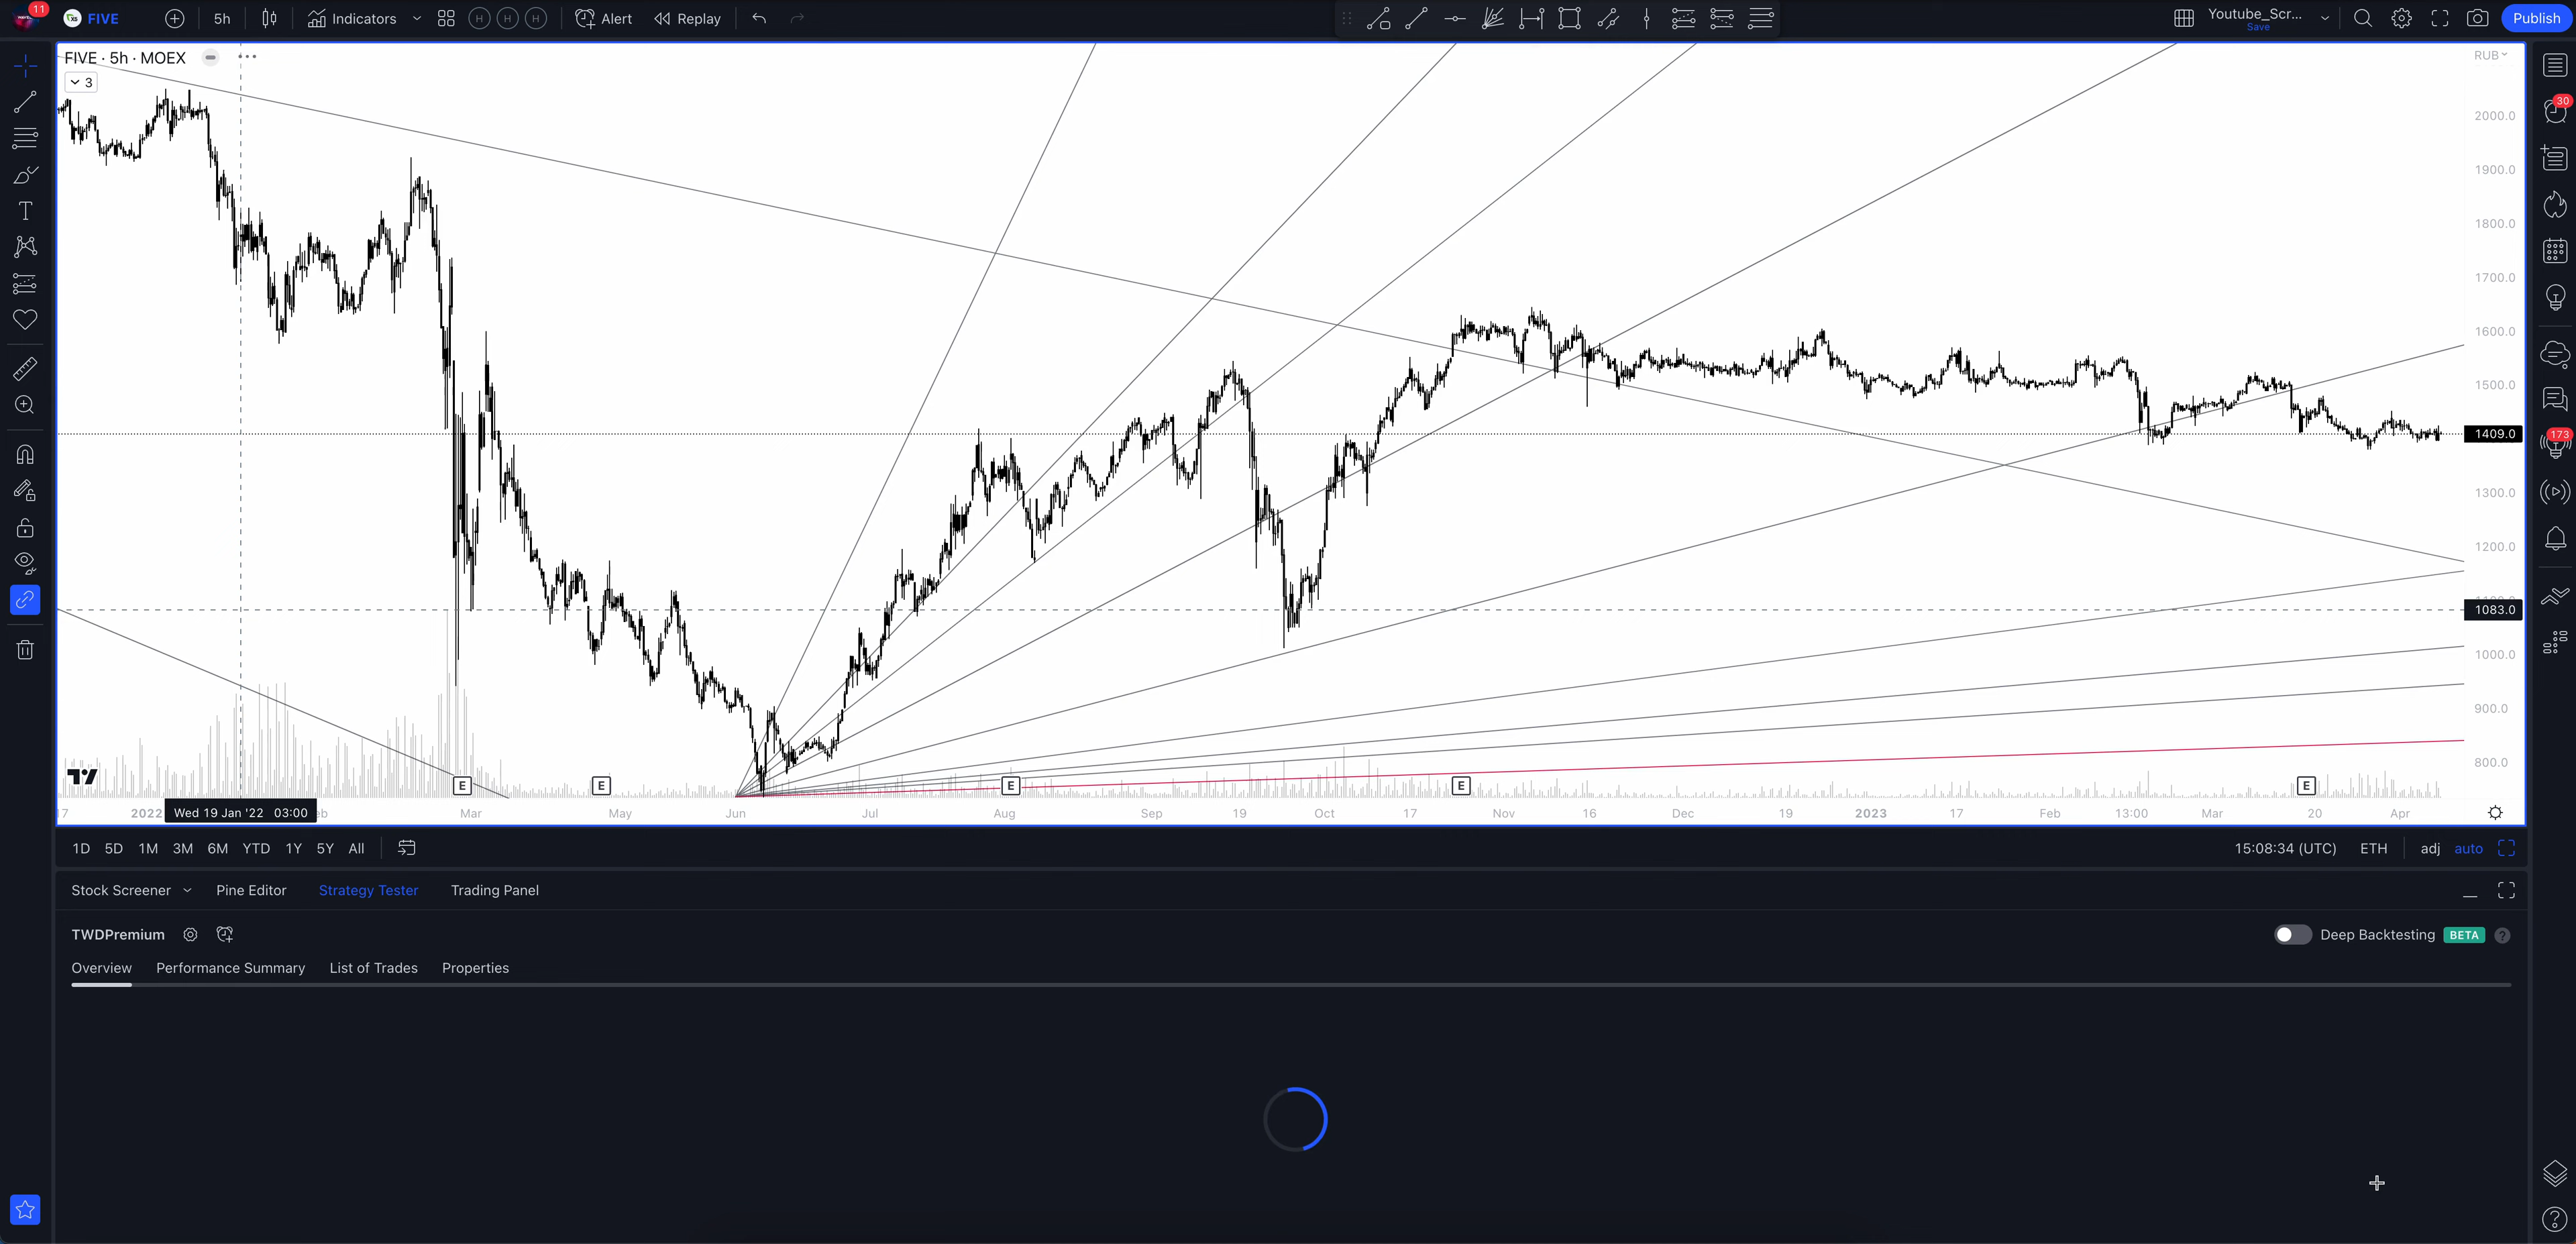 11
FIVE
5h
Indicators
H
H
H
Alert
Replay
Youtube_Scr...
Save
Publish
FIVE · 5h · MOEX
3
RUB
2000.0
1900.0
1800.0
1700.0
1600.0
1500.0
1409.0
1300.0
1200.0
1083.0
1000.0
900.0
800.0
30
173
E
E
E
E
E
17
2022
Wed 19 Jan '22 03:00
eb
Mar
May
Jun
Jul
Aug
Sep
19
Oct
17
Nov
16
Dec
19
2023
17
Feb
13:00
Mar
20
Apr
1D 5D 1M 3M 6M YTD 1Y 5Y All
15:08:34 (UTC) ETH adj auto
Stock Screener Pine Editor Strategy Tester Trading Panel
TWDPremium
Deep Backtesting BETA ?
Overview Performance Summary List of Trades Properties